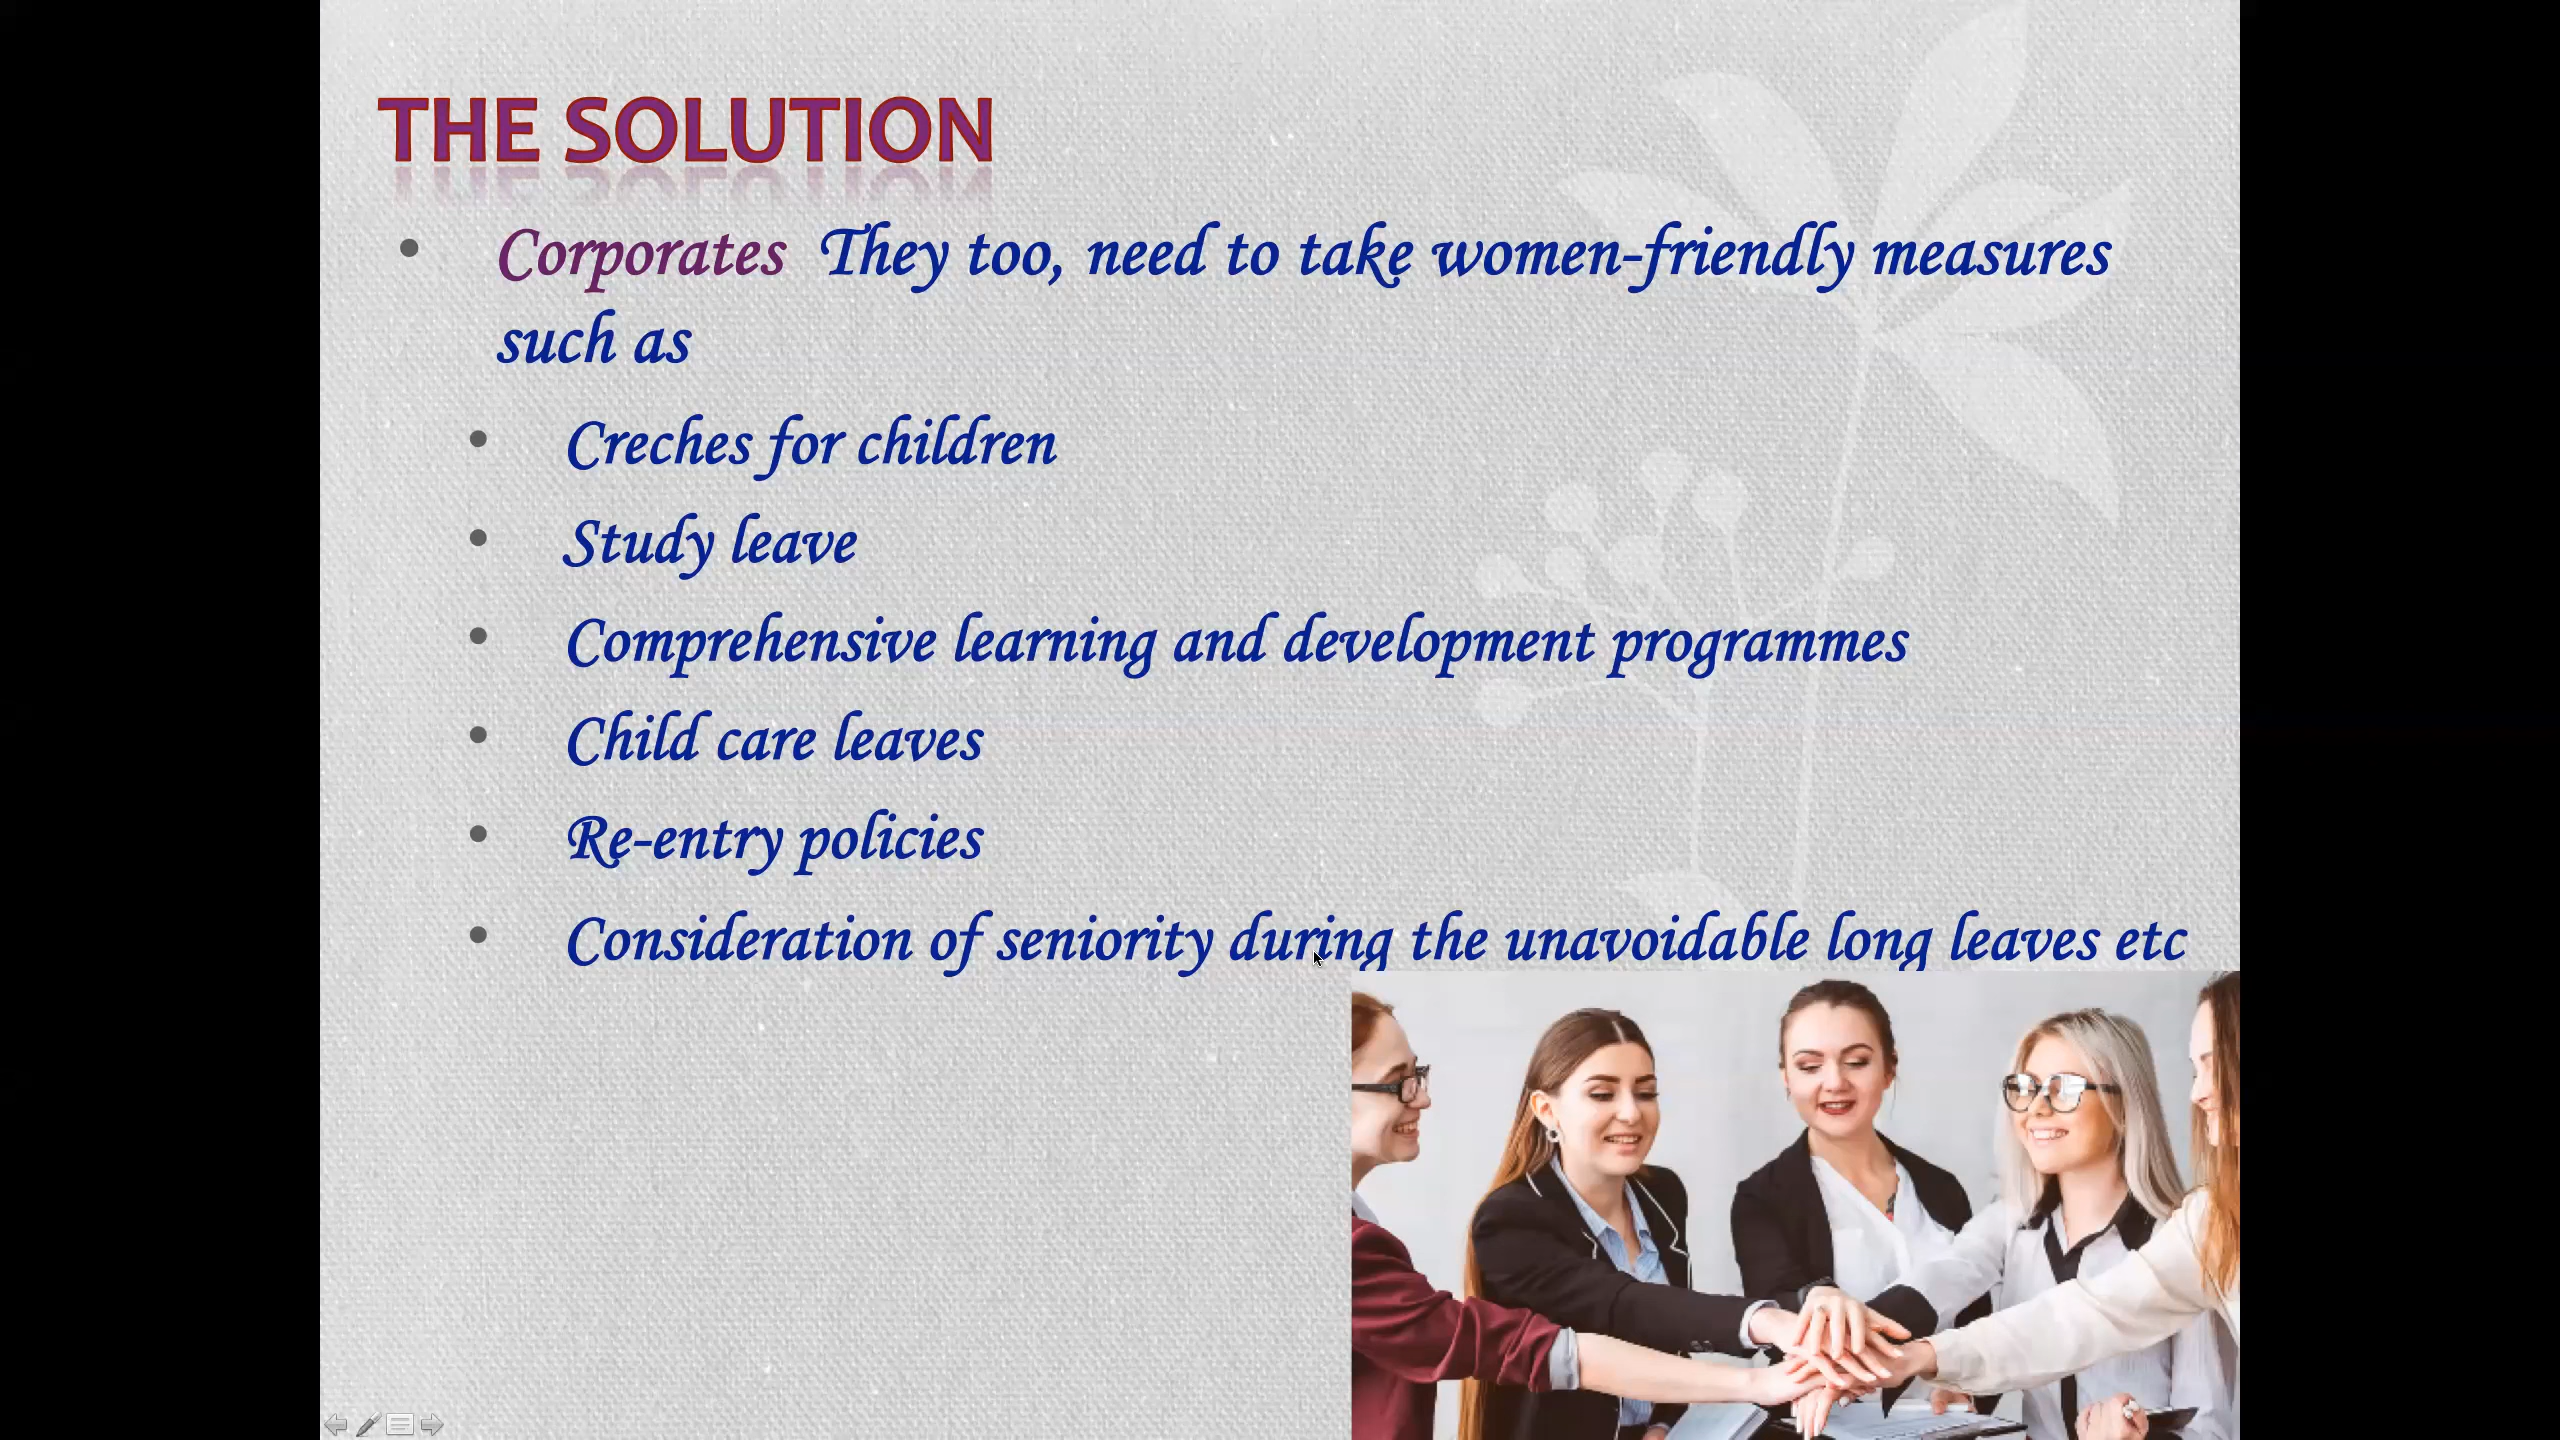 THE SOLUTION
Corporates They too, need to take women-friendly measures
such as
Creches for children
Study leave
Comprehensive learning and development programmes
Child care leaves
Re-entry policies
Consideration of seniority during the unavoidable long leaves etc